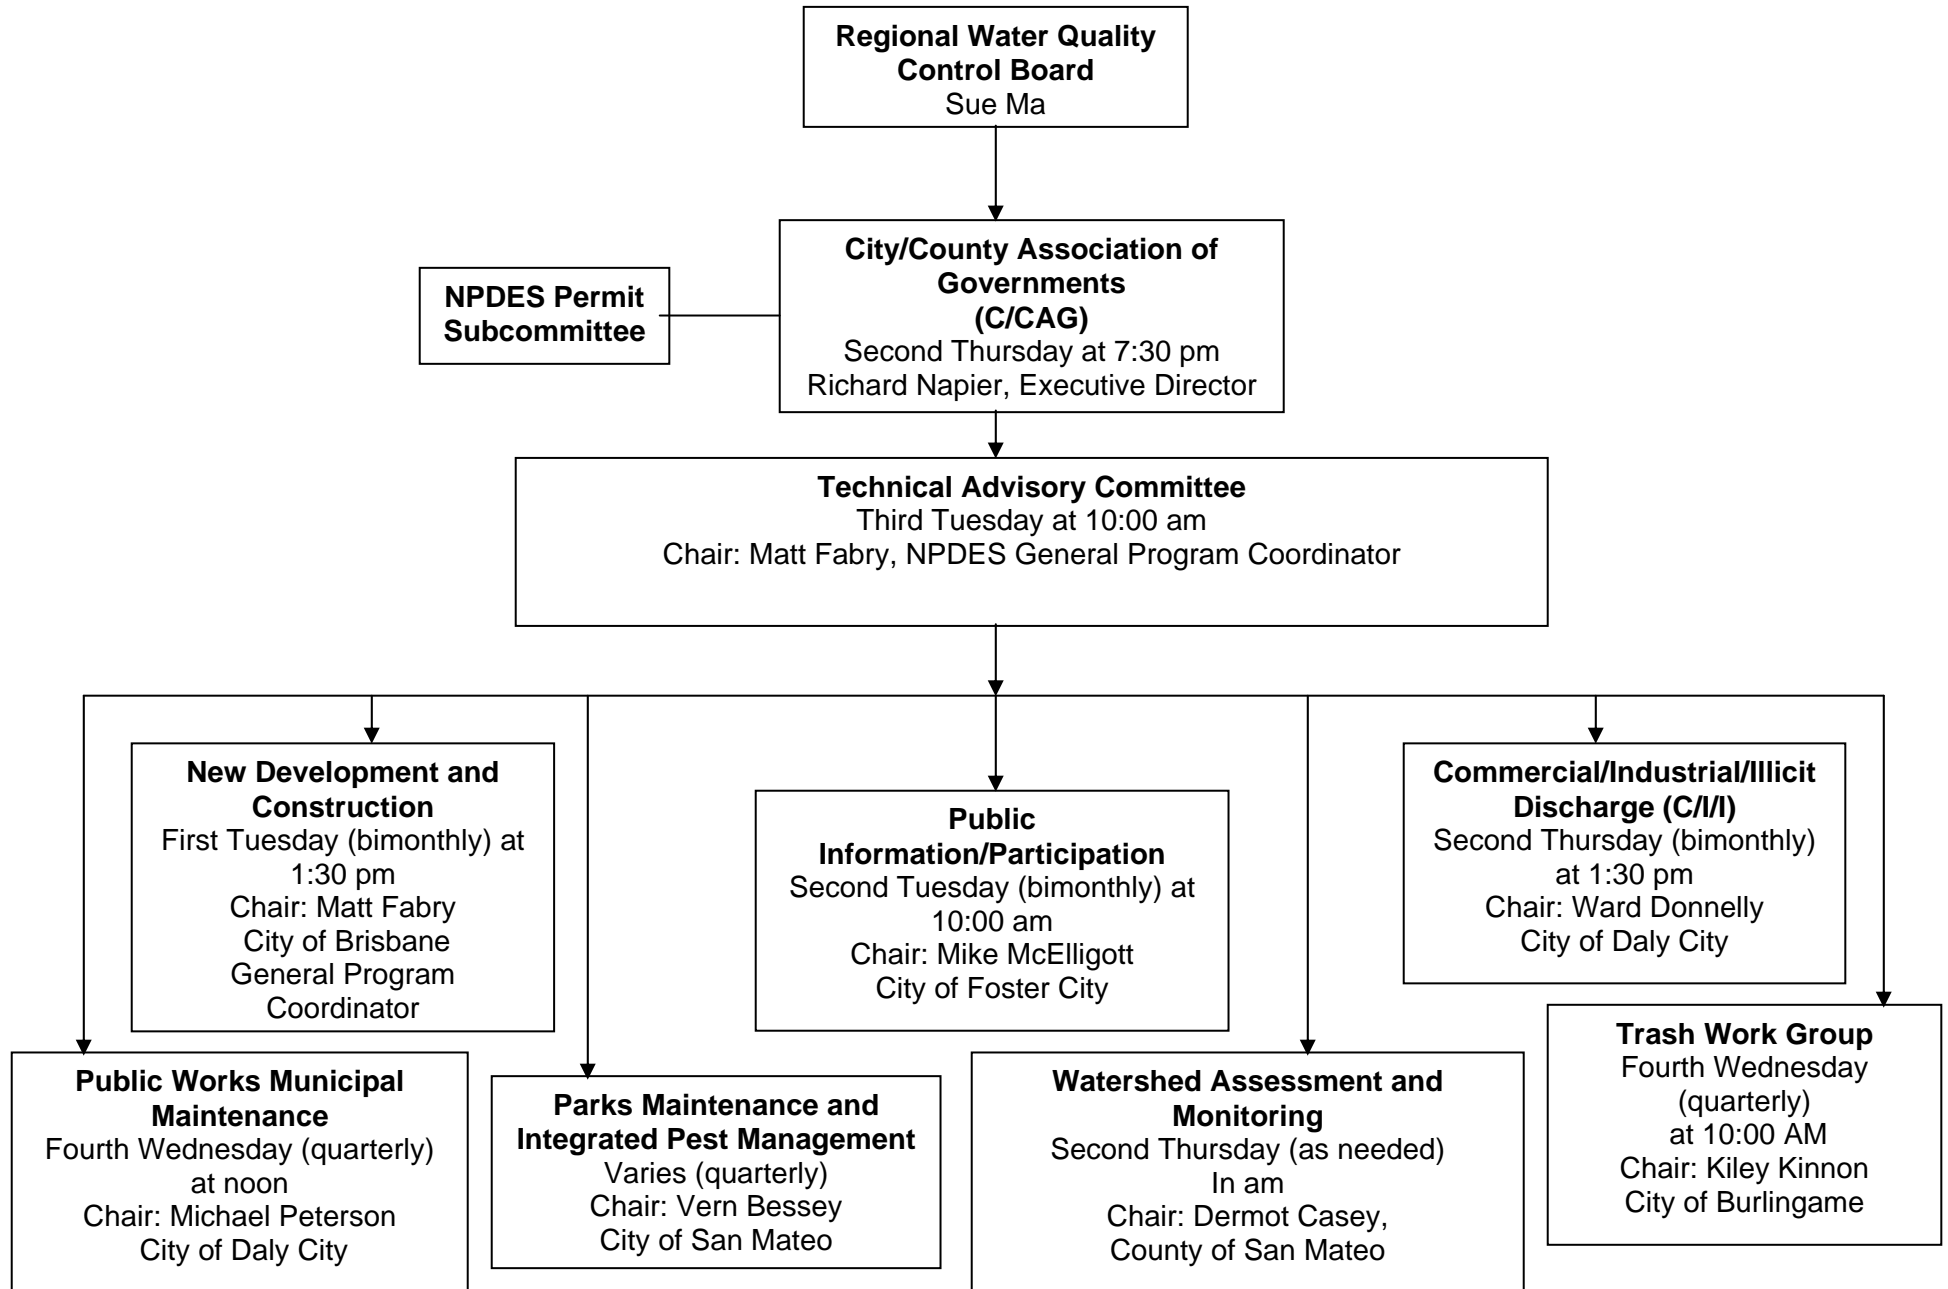 Regional Water Quality
Control Board
Sue Ma
NPDES Permit
Subcommittee
City/County Association of
Governments
(C/CAG)
Second Thursday at 7:30 pm
Richard Napier, Executive Director
Technical Advisory Committee
Third Tuesday at 10:00 am
Chair: Matt Fabry, NPDES General Program Coordinator
New Development and
Construction
First Tuesday (bimonthly) at
1:30 pm
Chair: Matt Fabry
City of Brisbane
General Program
Coordinator
Public
Information/Participation
Second Tuesday (bimonthly) at
10:00 am
Chair: Mike McElligott
City of Foster City
Commercial/Industrial/Illicit
Discharge (C/I/I)
Second Thursday (bimonthly)
at 1:30 pm
Chair: Ward Donnelly
City of Daly City
Public Works Municipal
Maintenance
Fourth Wednesday (quarterly)
at noon
Chair: Michael Peterson
City of Daly City
Parks Maintenance and
Integrated Pest Management
Varies (quarterly)
Chair: Vern Bessey
City of San Mateo
Watershed Assessment and
Monitoring
Second Thursday (as needed)
In am
Chair: Dermot Casey,
County of San Mateo
Trash Work Group
Fourth Wednesday
(quarterly)
at 10:00 AM
Chair: Kiley Kinnon
City of Burlingame